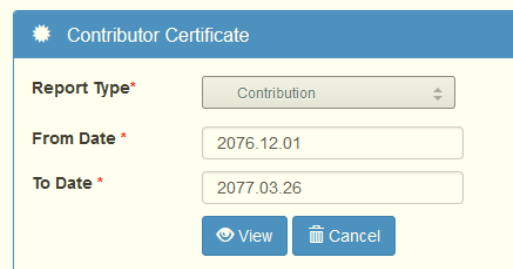 Contributor Certificate
Report Type* Contribution
From Date * 2076.12.01
To Date * 2077.03.26
View Cancel